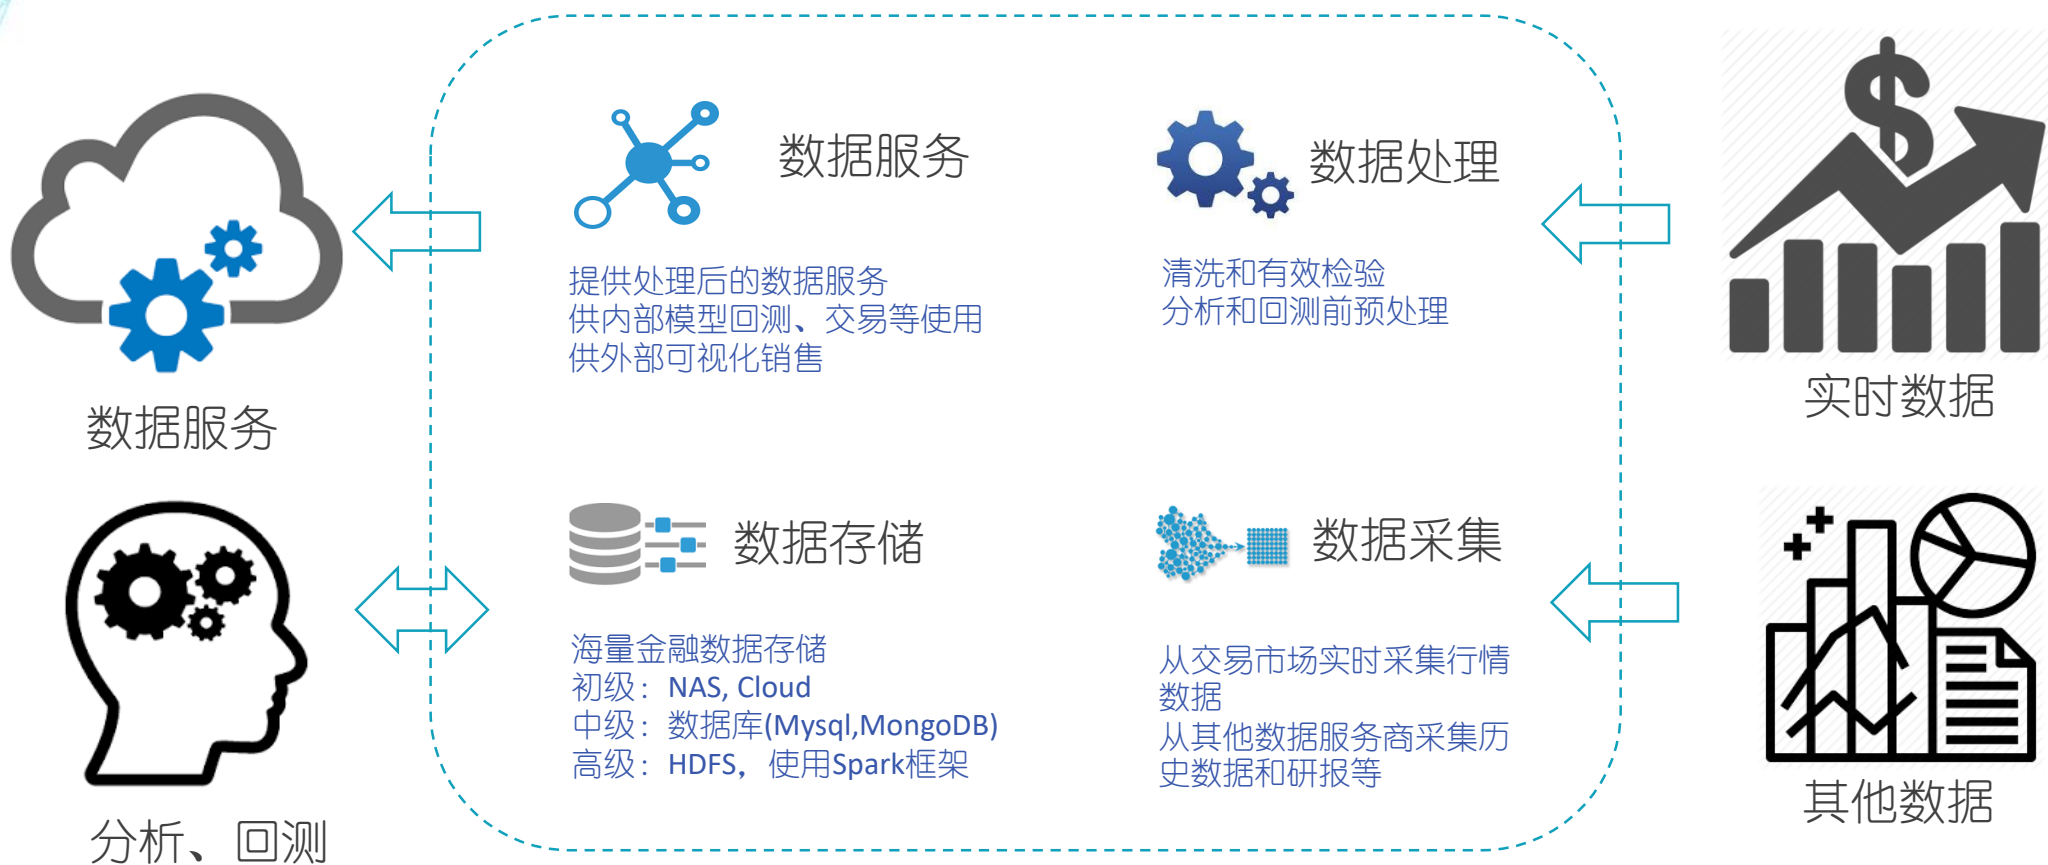 数据服务
提供处理后的数据服务
供内部模型回测、交易等使用
供外部可视化销售
数据处理
清洗和有效检验
分析和回测前预处理
实时数据
数据服务
数据存储
海量金融数据存储
初级：NAS, Cloud
中级：数据库(Mysql,MongoDB)
高级：HDFS，使用Spark框架
数据采集
从交易市场实时采集行情
数据
从其他数据服务商采集历
史数据和研报等
其他数据
分析、回测